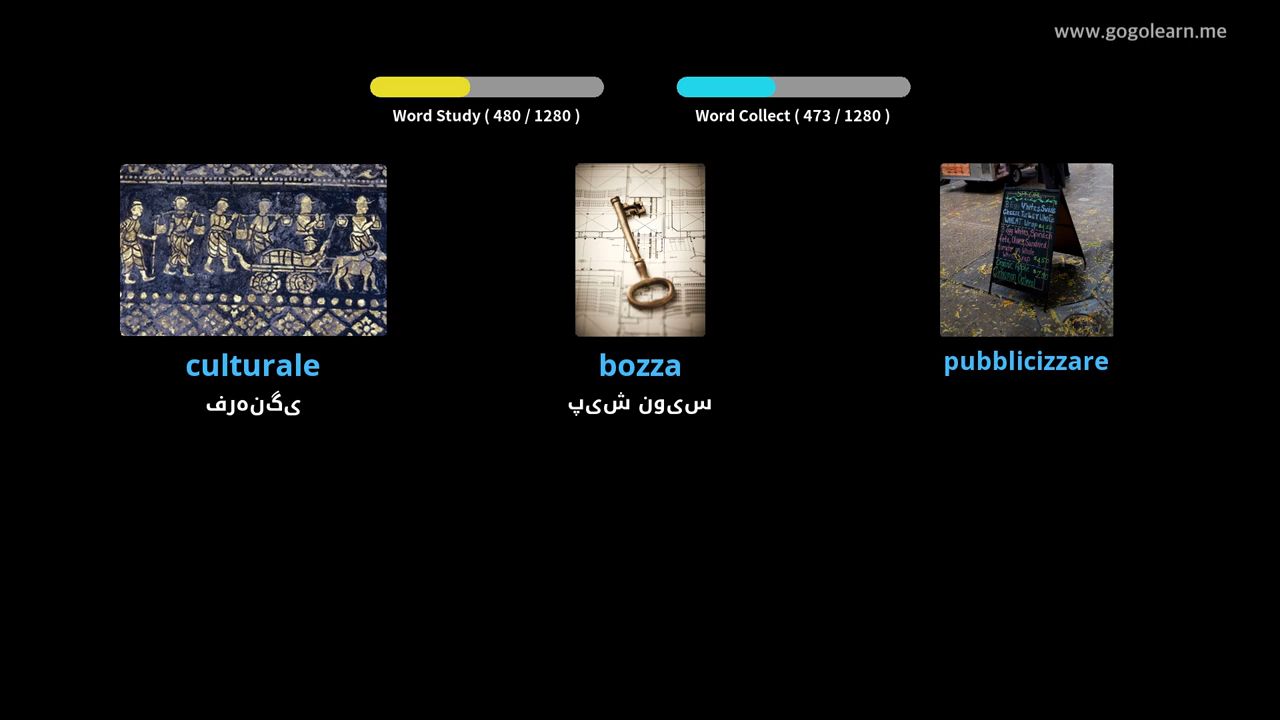 www.gogolearn.me
Word Study ( 480 / 1280 )
Word Collect ( 473 / 1280 )
culturale
bozza
pubblicizzare
فرهنگی
پیش نویس